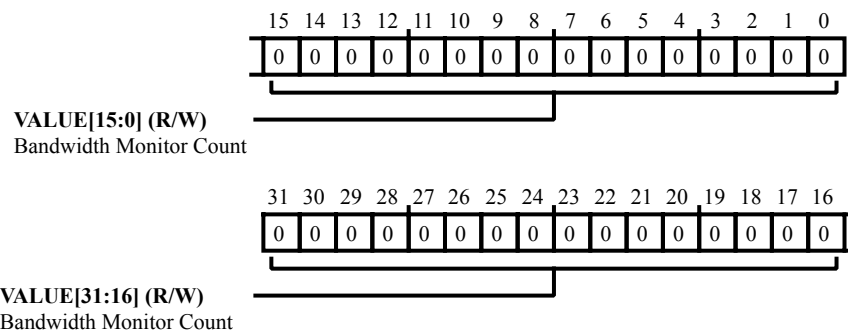 15 14 13 12 11 10 9 8 7 6 5 4 3 2 1 0
0 0 0 0 0 0 0 0 0 0 0 0 0 0 0 0
VALUE[15:0] (R/W)
Bandwidth Monitor Count
31 30 29 28 27 26 25 24 23 22 21 20 19 18 17 16
0 0 0 0 0 0 0 0 0 0 0 0 0 0 0 0
VALUE[31:16] (R/W)
Bandwidth Monitor Count